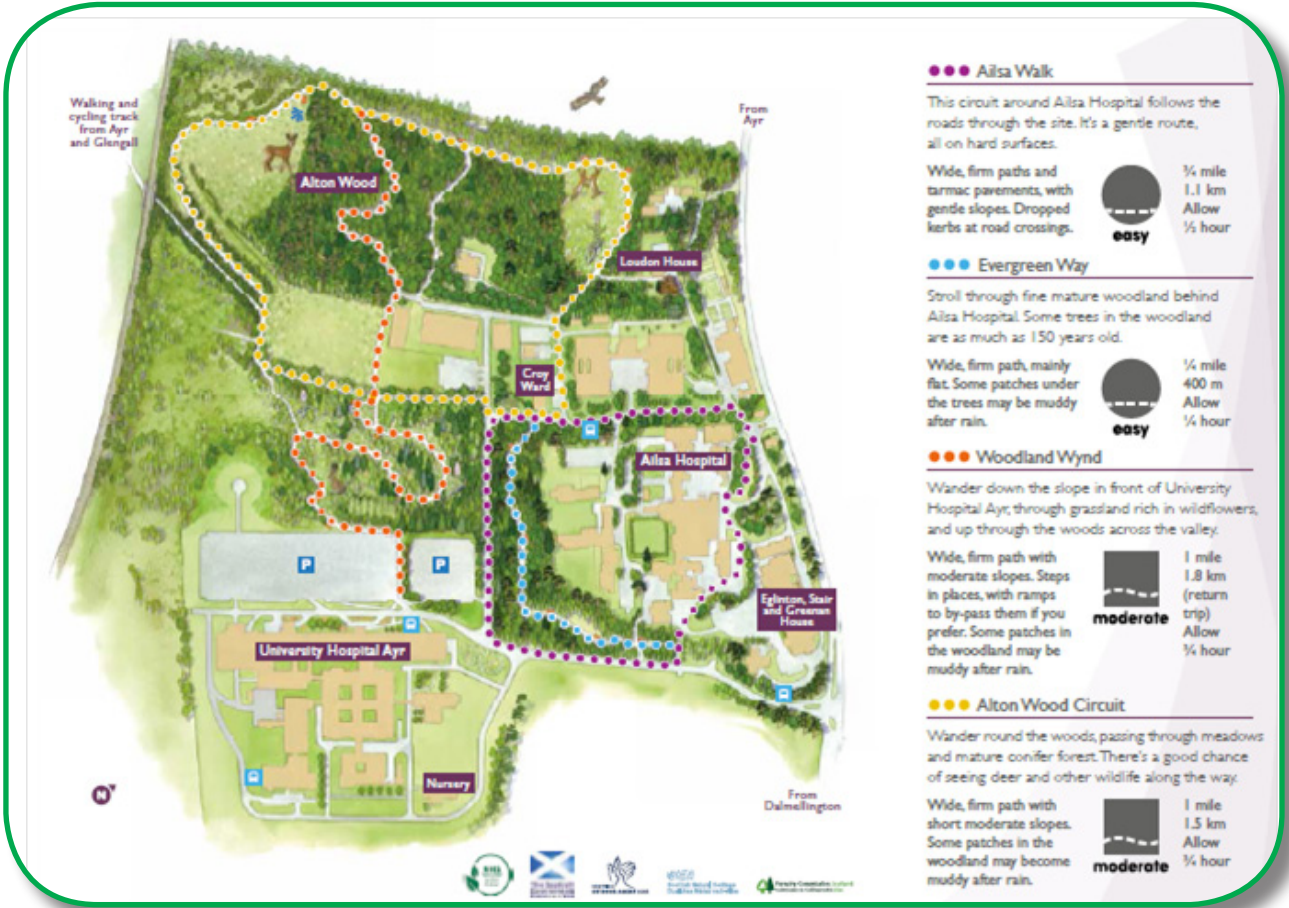 Walking and
cycling track
from Ayr
and Glengall
From
Ayr
Alton Wood
Loudon House
Croy
Ward
Ailsa Hospital
P
P
Eglinton, Stair
and Greenan
House
University Hospital Ayr
Nursery
N
From
Dalmellington
Ailsa Walk
This circuit around Ailsa Hospital follows the
roads through the site. It's a gentle route,
all on hard surfaces.
Wide, firm paths and
tarmac pavements, with
gentle slopes. Dropped
kerbs at road crossings.
easy
¾ mile
1.1 km
Allow
½ hour
Evergreen Way
Stroll through fine mature woodland behind
Ailsa Hospital. Some trees in the woodland
are as much as 150 years old.
Wide, firm path, mainly
flat. Some patches under
the trees may be muddy
after rain.
easy
¼ mile
400 m
Allow
¼ hour
Woodland Wynd
Wander down the slope in front of University
Hospital Ayr, through grassland rich in wildflowers,
and up through the woods across the valley.
Wide, firm path with
moderate slopes. Steps
in places, with ramps
to by-pass them if you
prefer. Some patches in
the woodland may be
muddy after rain.
moderate
1 mile
1.8 km
(return
trip)
Allow
¾ hour
Alton Wood Circuit
Wander round the woods, passing through meadows
and mature conifer forest. There's a good chance
of seeing deer and other wildlife along the way.
Wide, firm path with
short moderate slopes.
Some patches in the
woodland may become
muddy after rain.
moderate
1 mile
1.5 km
Allow
¾ hour
Forestry Commission Scotland